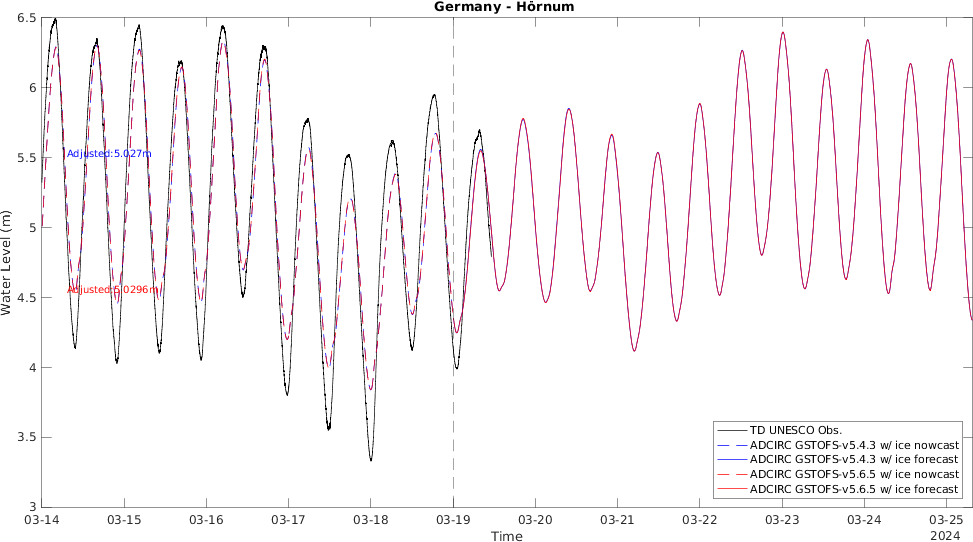 Germany - Hörnum
6.5
6
5.5
5
4.5
4
3.5
3
Water Level (m)
Adjusted:5.027m
Adjusted:5.0296m
TD UNESCO Obs.
ADCIRC GSTOFS-v5.4.3 w/ ice nowcast
ADCIRC GSTOFS-v5.4.3 w/ ice forecast
ADCIRC GSTOFS-v5.6.5 w/ ice nowcast
ADCIRC GSTOFS-v5.6.5 w/ ice forecast
03-14 03-15 03-16 03-17 03-18 03-19 03-20 03-21 03-22 03-23 03-24 03-25
Time
2024